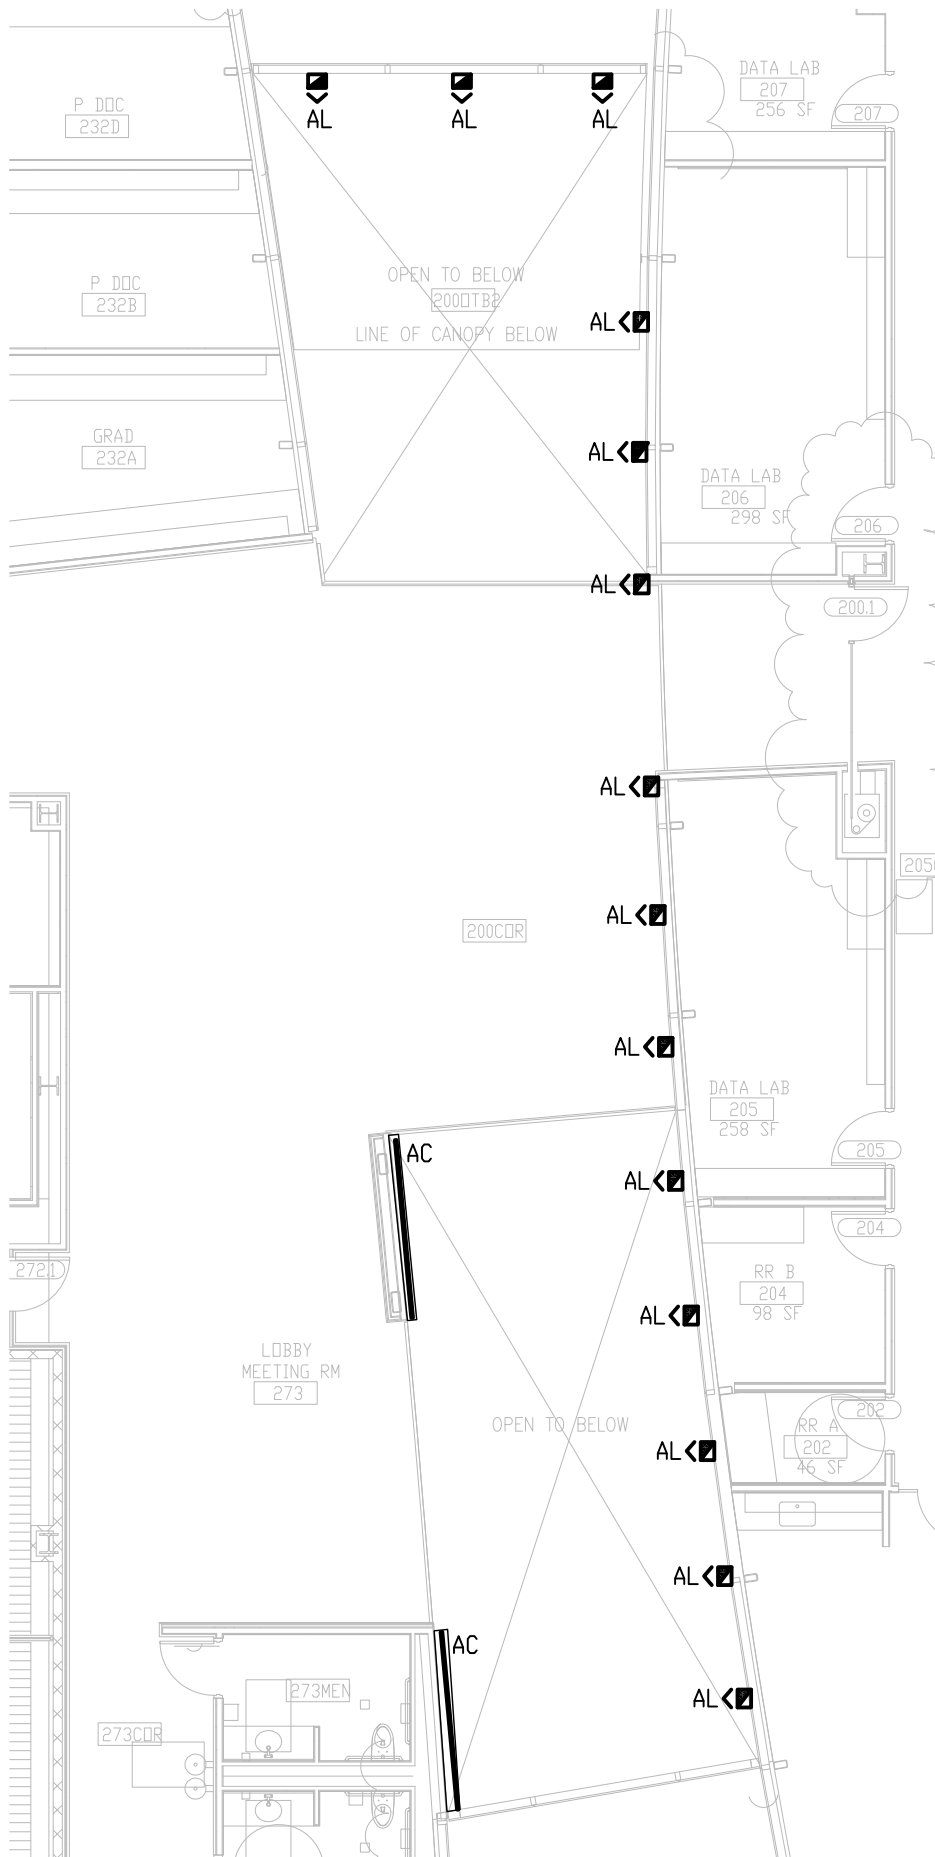 DATA LAB
207
256 SF
207
P DOC
232D
AL
AL
AL
OPEN TO BELOW
200OTB2
LINE OF CANOPY BELOW
P DOC
232B
AL
GRAD
232A
AL
DATA LAB
206
298 SF
206
AL
200.1
AL
205
AL
200COR
AL
DATA LAB
205
258 SF
205
AC
AL
204
272.1
RR B
204
98 SF
AL
LOBBY
MEETING RM
273
OPEN TO BELOW
202
RR A
202
46 SF
AL
AL
AC
273MEN
AL
273COR